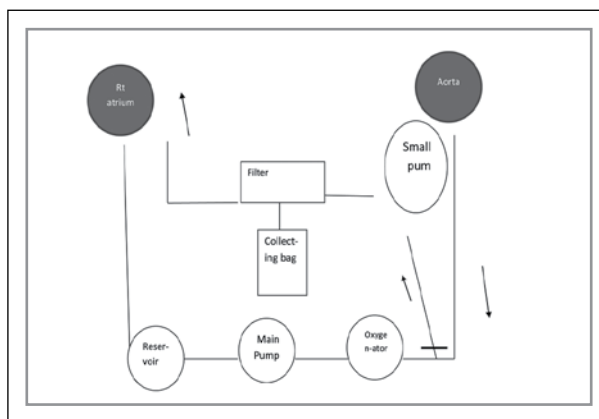 Rt
atrium
Aorta
Small
pum
Filter
Collect-
ing bag
Reser-
voir
Main
Pump
Oxyge
n-ator